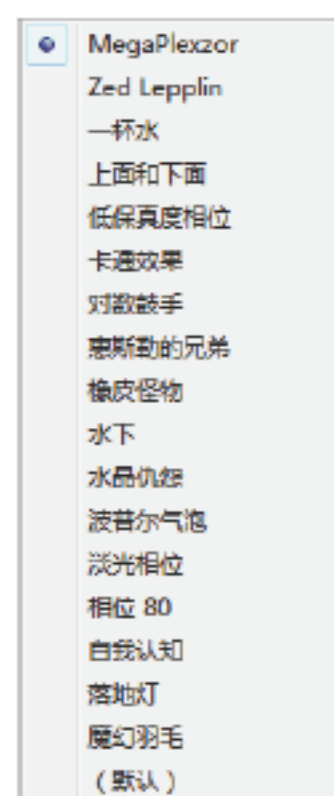 MegaPlexzor
Zed Lepplin
一杯水
上面和下面
低保真度相位
卡通效果
对数鼓手
惠斯勒的兄弟
橡皮怪物
水下
水晶仇怨
波普尔气泡
淡光相位
相位 80
自我认知
落地灯
魔幻羽毛
（默认）